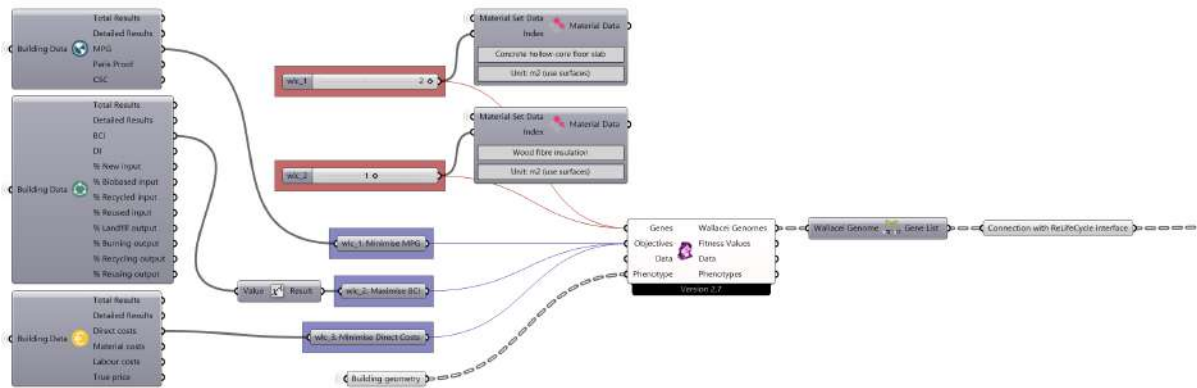 Total Results
Detailed Results
Building Data
MPG
Paris Proof
CSC
Total Results
Detailed Results
BCI
DI
% New input
% Biobased input
Building Data
% Recycled input
% Reused input
% Landfill output
% Burning output
% Recycling output
% Reusing output
Total Results
Detailed Results
Direct costs
Building Data
Material costs
Labour costs
True price
Value
Result
wlc_1
2
wlc_2
1
wlc_1: Minimise MPG
wlc_2: Maximise BCI
wlc_3: Minimise Direct Costs
Building geometry
Material Set Data
Index
Material Data
Concrete hollow-core floor slab
Unit: m2 (use surfaces)
Material Set Data
Index
Material Data
Wood fibre insulation
Unit: m2 (use surfaces)
Genes
Objectives
Data
Phenotype
Wallacei Genomes
Fitness Values
Data
Phenotypes
Version 2.7
Wallacei Genome
Gene List
Connection with ReLifeCycle interface